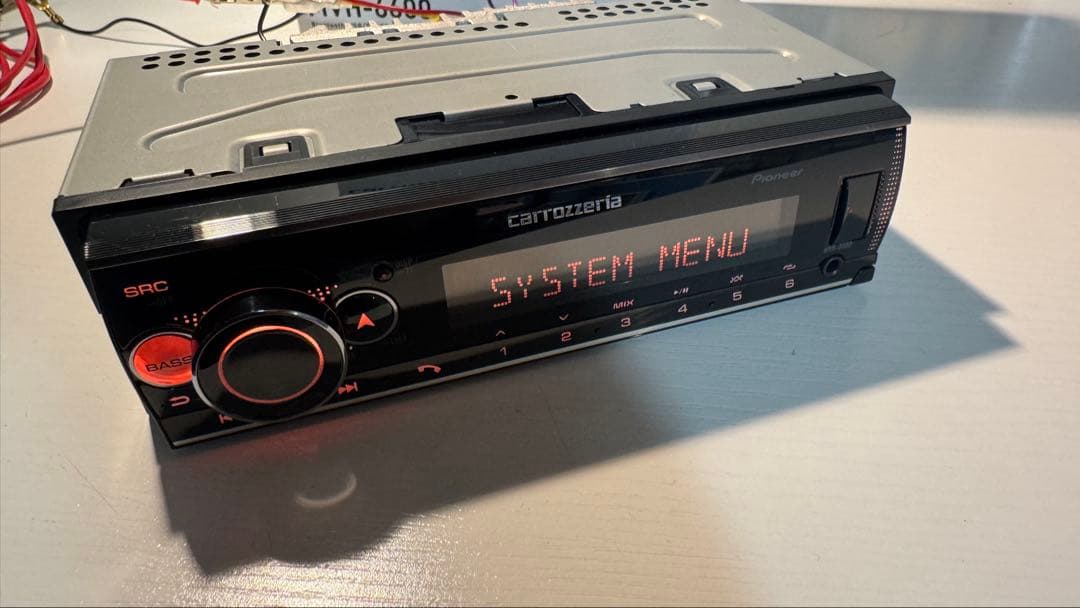 Pioneer
carrozzeria
SYSTEM MENU
SRC
BASS
MIX
1 2 3 4 5 6